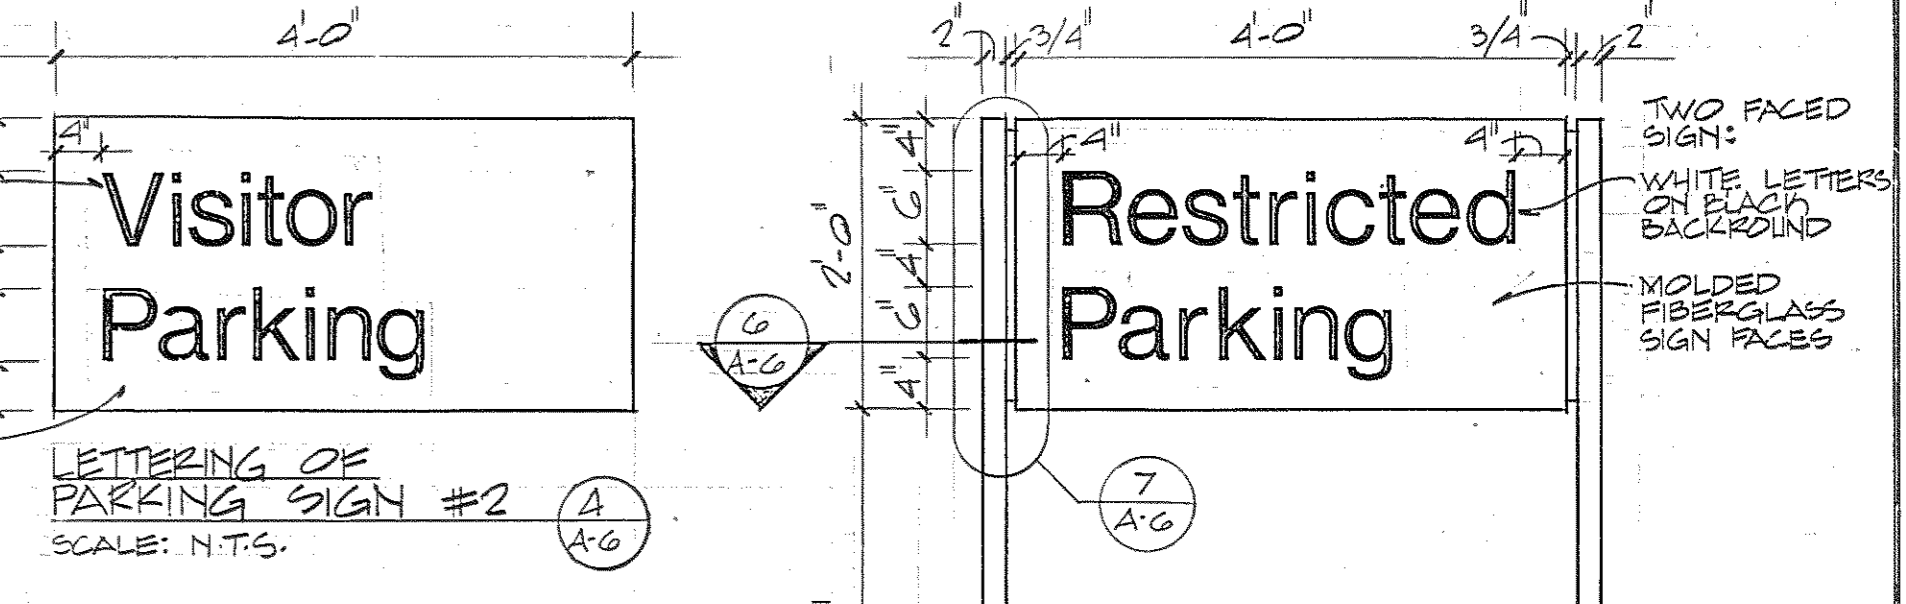 4'-0"
4"
Visitor
Parking
LETTERING OF
PARKING SIGN #2
SCALE: N.T.S.
4
A-6
2"
3/4"
4'-0"
3/4"
2"
2'-0"
4"
6"
4"
6"
4"
4"
4"
Restricted
Parking
6
A-6
7
A-6
TWO FACED
SIGN:
WHITE LETTERS
ON BLACK
BACKROUND
MOLDED
FIBERGLASS
SIGN FACES